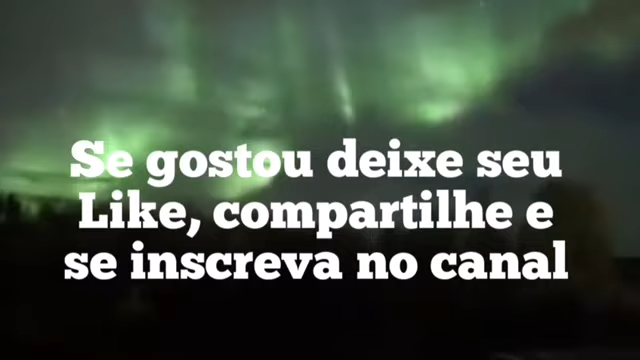 Se gostou deixe seu
Like, compartilhe e
se inscreva no canal